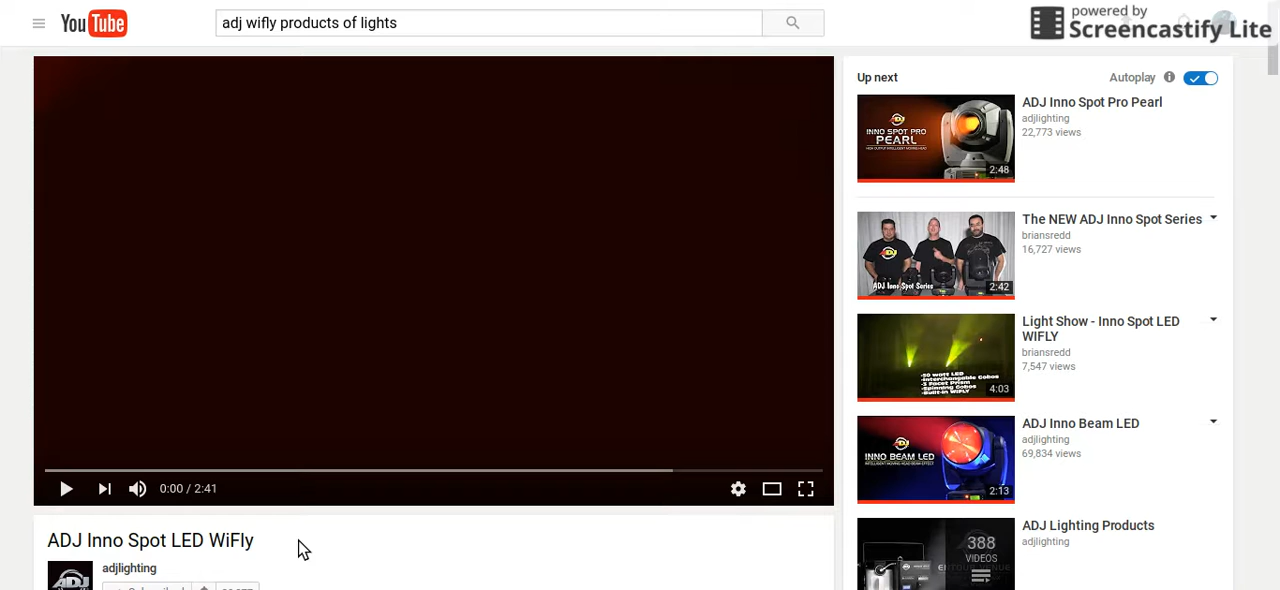 YouTube
adj wifly products of lights
powered by
Screencastify Lite
Up next
Autoplay
ADJ Inno Spot Pro Pearl
adjlighting
22,773 views
INNO SPOT PRO
PEARL
2:48
The NEW ADJ Inno Spot Series
briansredd
16,727 views
ADJ Inno Spot Series
2:42
Light Show - Inno Spot LED
WIFLY
briansredd
7,547 views
4:03
ADJ Inno Beam LED
adjlighting
69,834 views
INNO BEAM LED
2:13
ADJ Lighting Products
adjlighting
388
VIDEOS
0:00 / 2:41
ADJ Inno Spot LED WiFly
adjlighting
ADJ